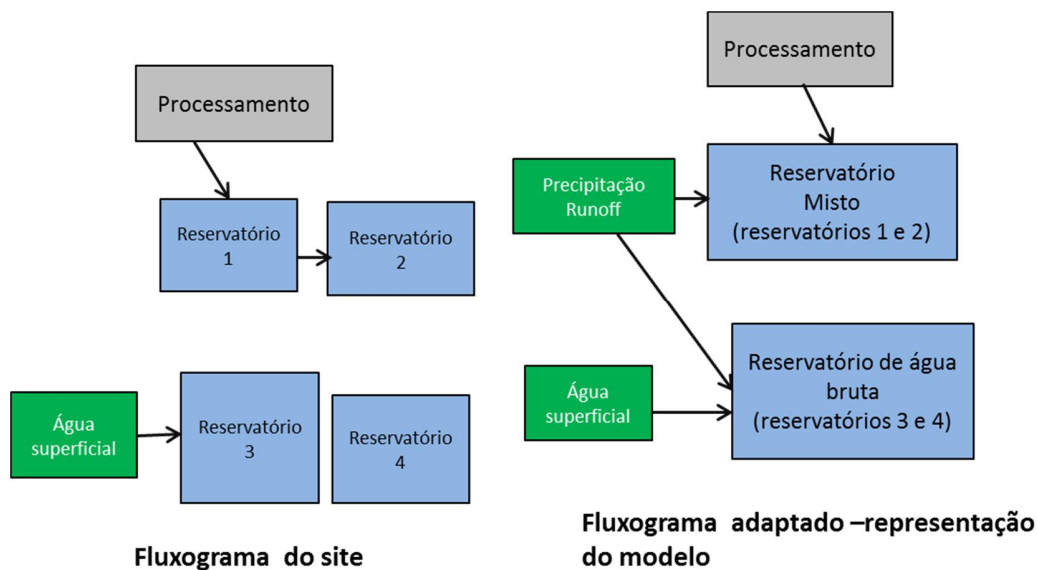 Processamento
Reservatório
1
Reservatório
2
Água
superficial
Reservatório
3
Reservatório
4
Fluxograma do site
Processamento
Precipitação
Runoff
Reservatório
Misto
(reservatórios 1 e 2)
Água
superficial
Reservatório de água
bruta
(reservatórios 3 e 4)
Fluxograma adaptado –representação
do modelo